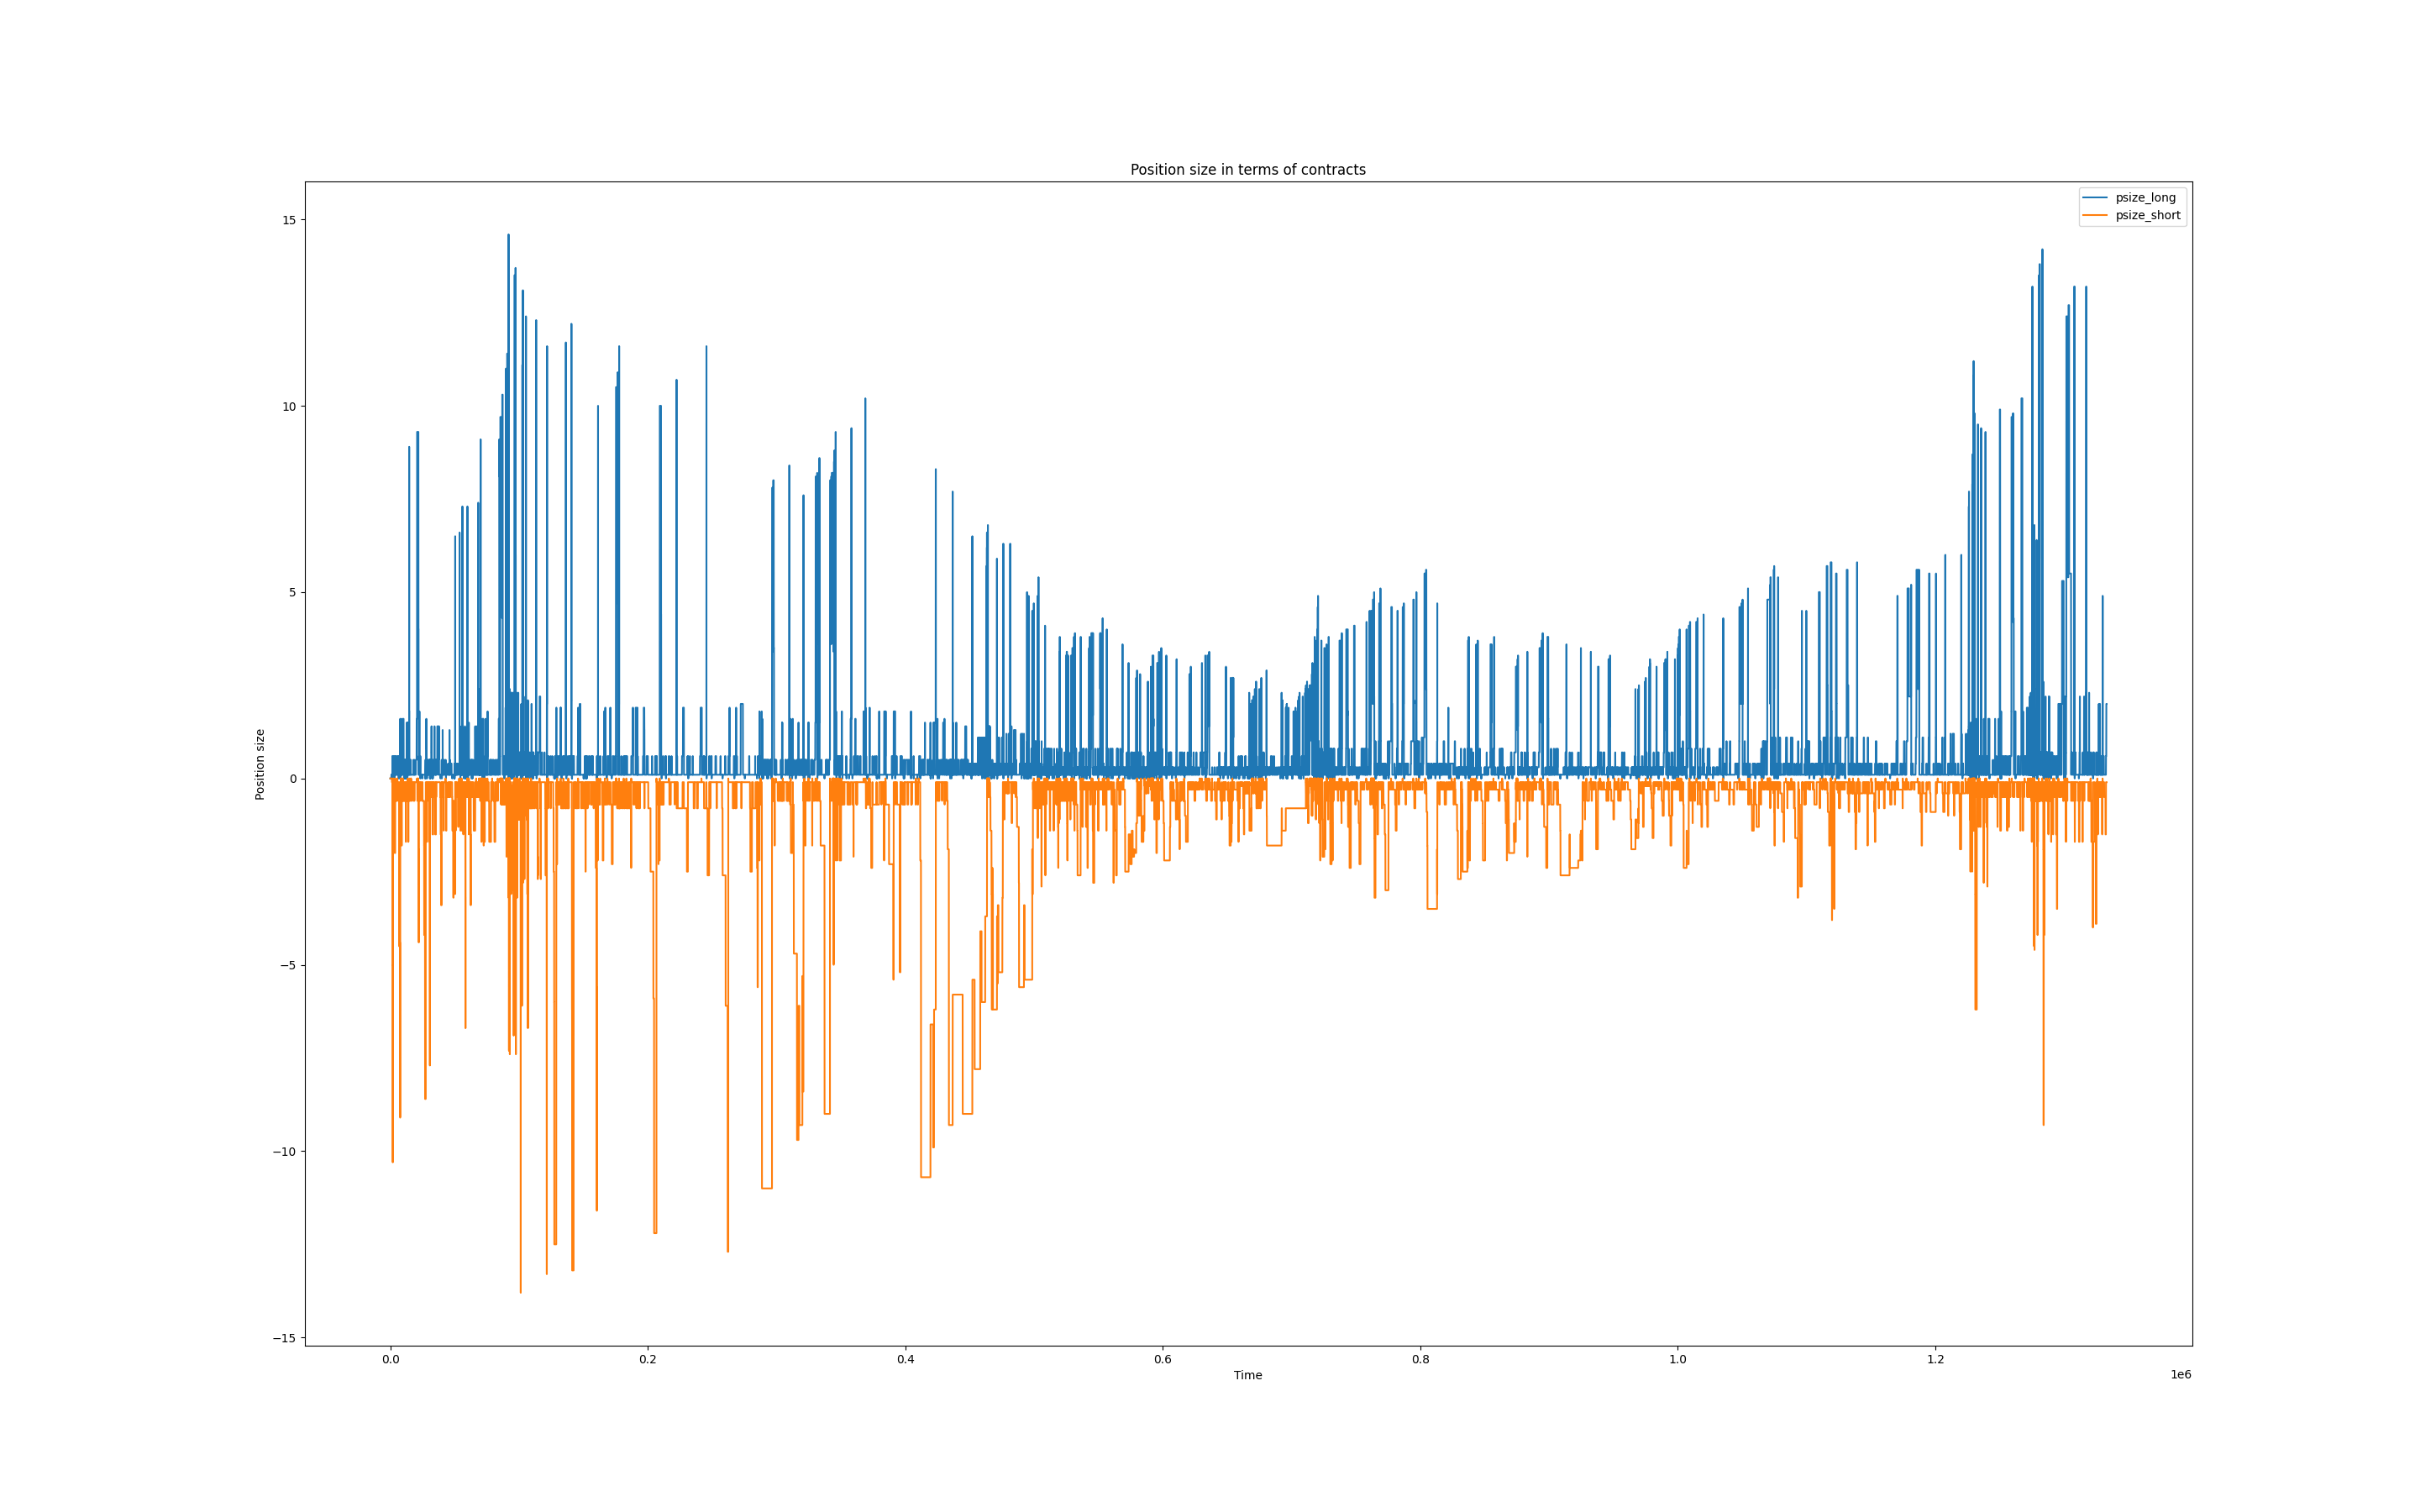 Position size in terms of contracts
psize_long
psize_short
15
10
5
0
−5
−10
−15
Position size
0.0 0.2 0.4 0.6 0.8 1.0 1.2
Time
1e6